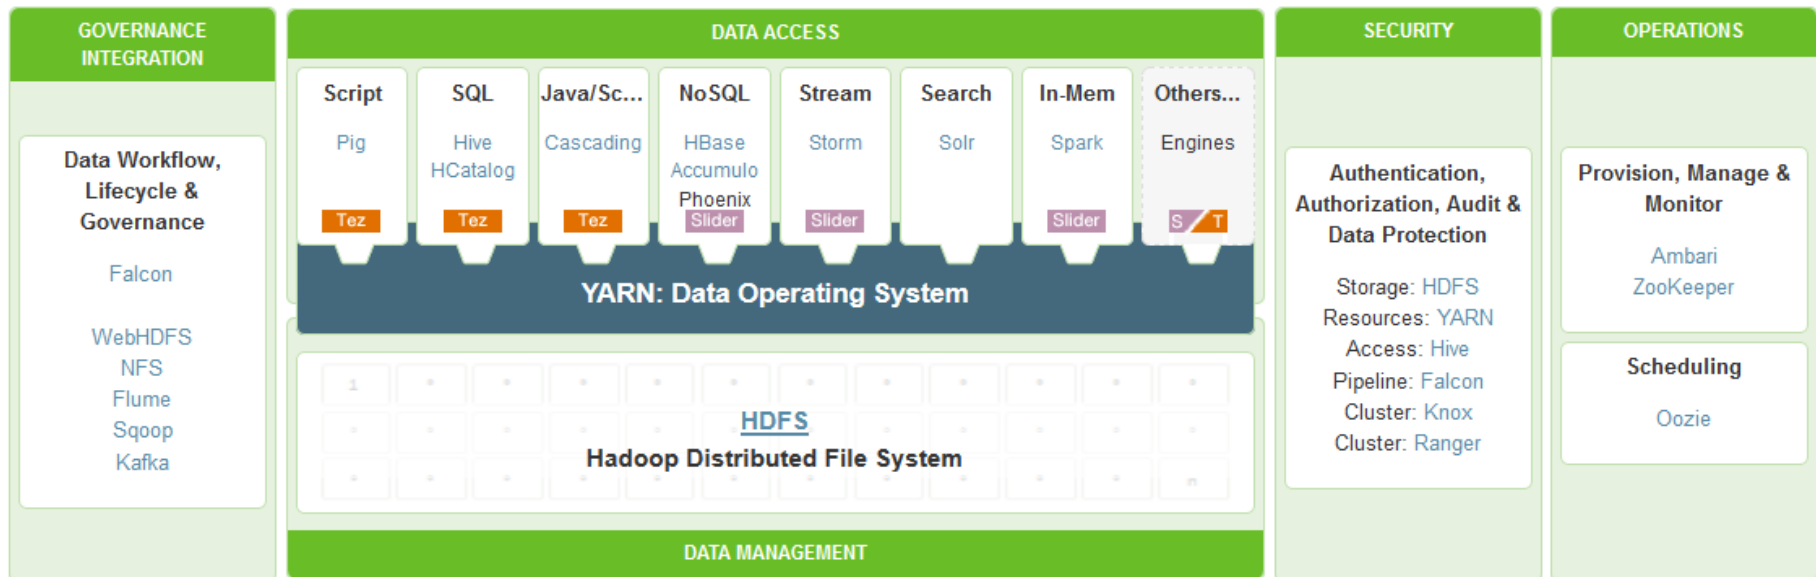 GOVERNANCE
INTEGRATION
Data Workflow,
Lifecycle &
Governance
Falcon
WebHDFS
NFS
Flume
Sqoop
Kafka
DATA ACCESS
Script
Pig
Tez
SQL
Hive
HCatalog
Tez
Java/Sc...
Cascading
Tez
NoSQL
HBase
Accumulo
Phoenix
Slider
Stream
Storm
Slider
Search
Solr
In-Mem
Spark
Slider
Others...
Engines
S T
YARN: Data Operating System
1
HDFS
Hadoop Distributed File System
n
DATA MANAGEMENT
SECURITY
Authentication,
Authorization, Audit &
Data Protection
Storage: HDFS
Resources: YARN
Access: Hive
Pipeline: Falcon
Cluster: Knox
Cluster: Ranger
OPERATIONS
Provision, Manage &
Monitor
Ambari
ZooKeeper
Scheduling
Oozie